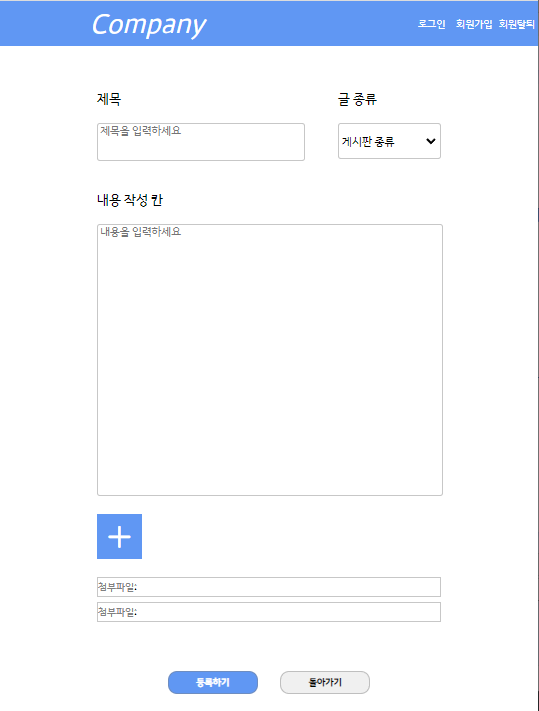 Company
로그인 회원가입 회원탈퇴
제목 글 종류
제목을 입력하세요 게시판 종류
내용 작성 칸
내용을 입력하세요
첨부파일:
첨부파일:
등록하기 돌아가기